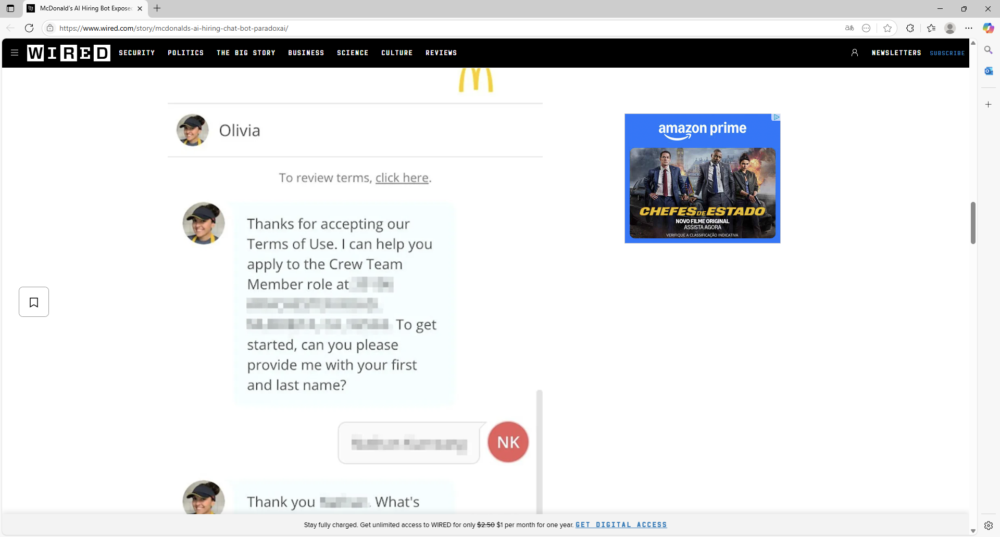 McDonald's AI Hiring Bot Exposed
https://www.wired.com/story/mcdonalds-ai-hiring-chat-bot-paradoxai/
WIRED
SECURITY
POLITICS
THE BIG STORY
BUSINESS
SCIENCE
CULTURE
REVIEWS
NEWSLETTERS
SUBSCRIBE
Olivia
To review terms, click here.
Thanks for accepting our
Terms of Use. I can help you
apply to the Crew Team
Member role at
To get
started, can you please
provide me with your first
and last name?
NK
Thank you . What's
amazon prime
CHEFES DE ESTADO
NOVO FILME ORIGINAL
ASSISTA AGORA
VERIFIQUE A CLASSIFICAÇÃO INDICATIVA
Stay fully charged. Get unlimited access to WIRED for only $2.50 $1 per month for one year. GET DIGITAL ACCESS